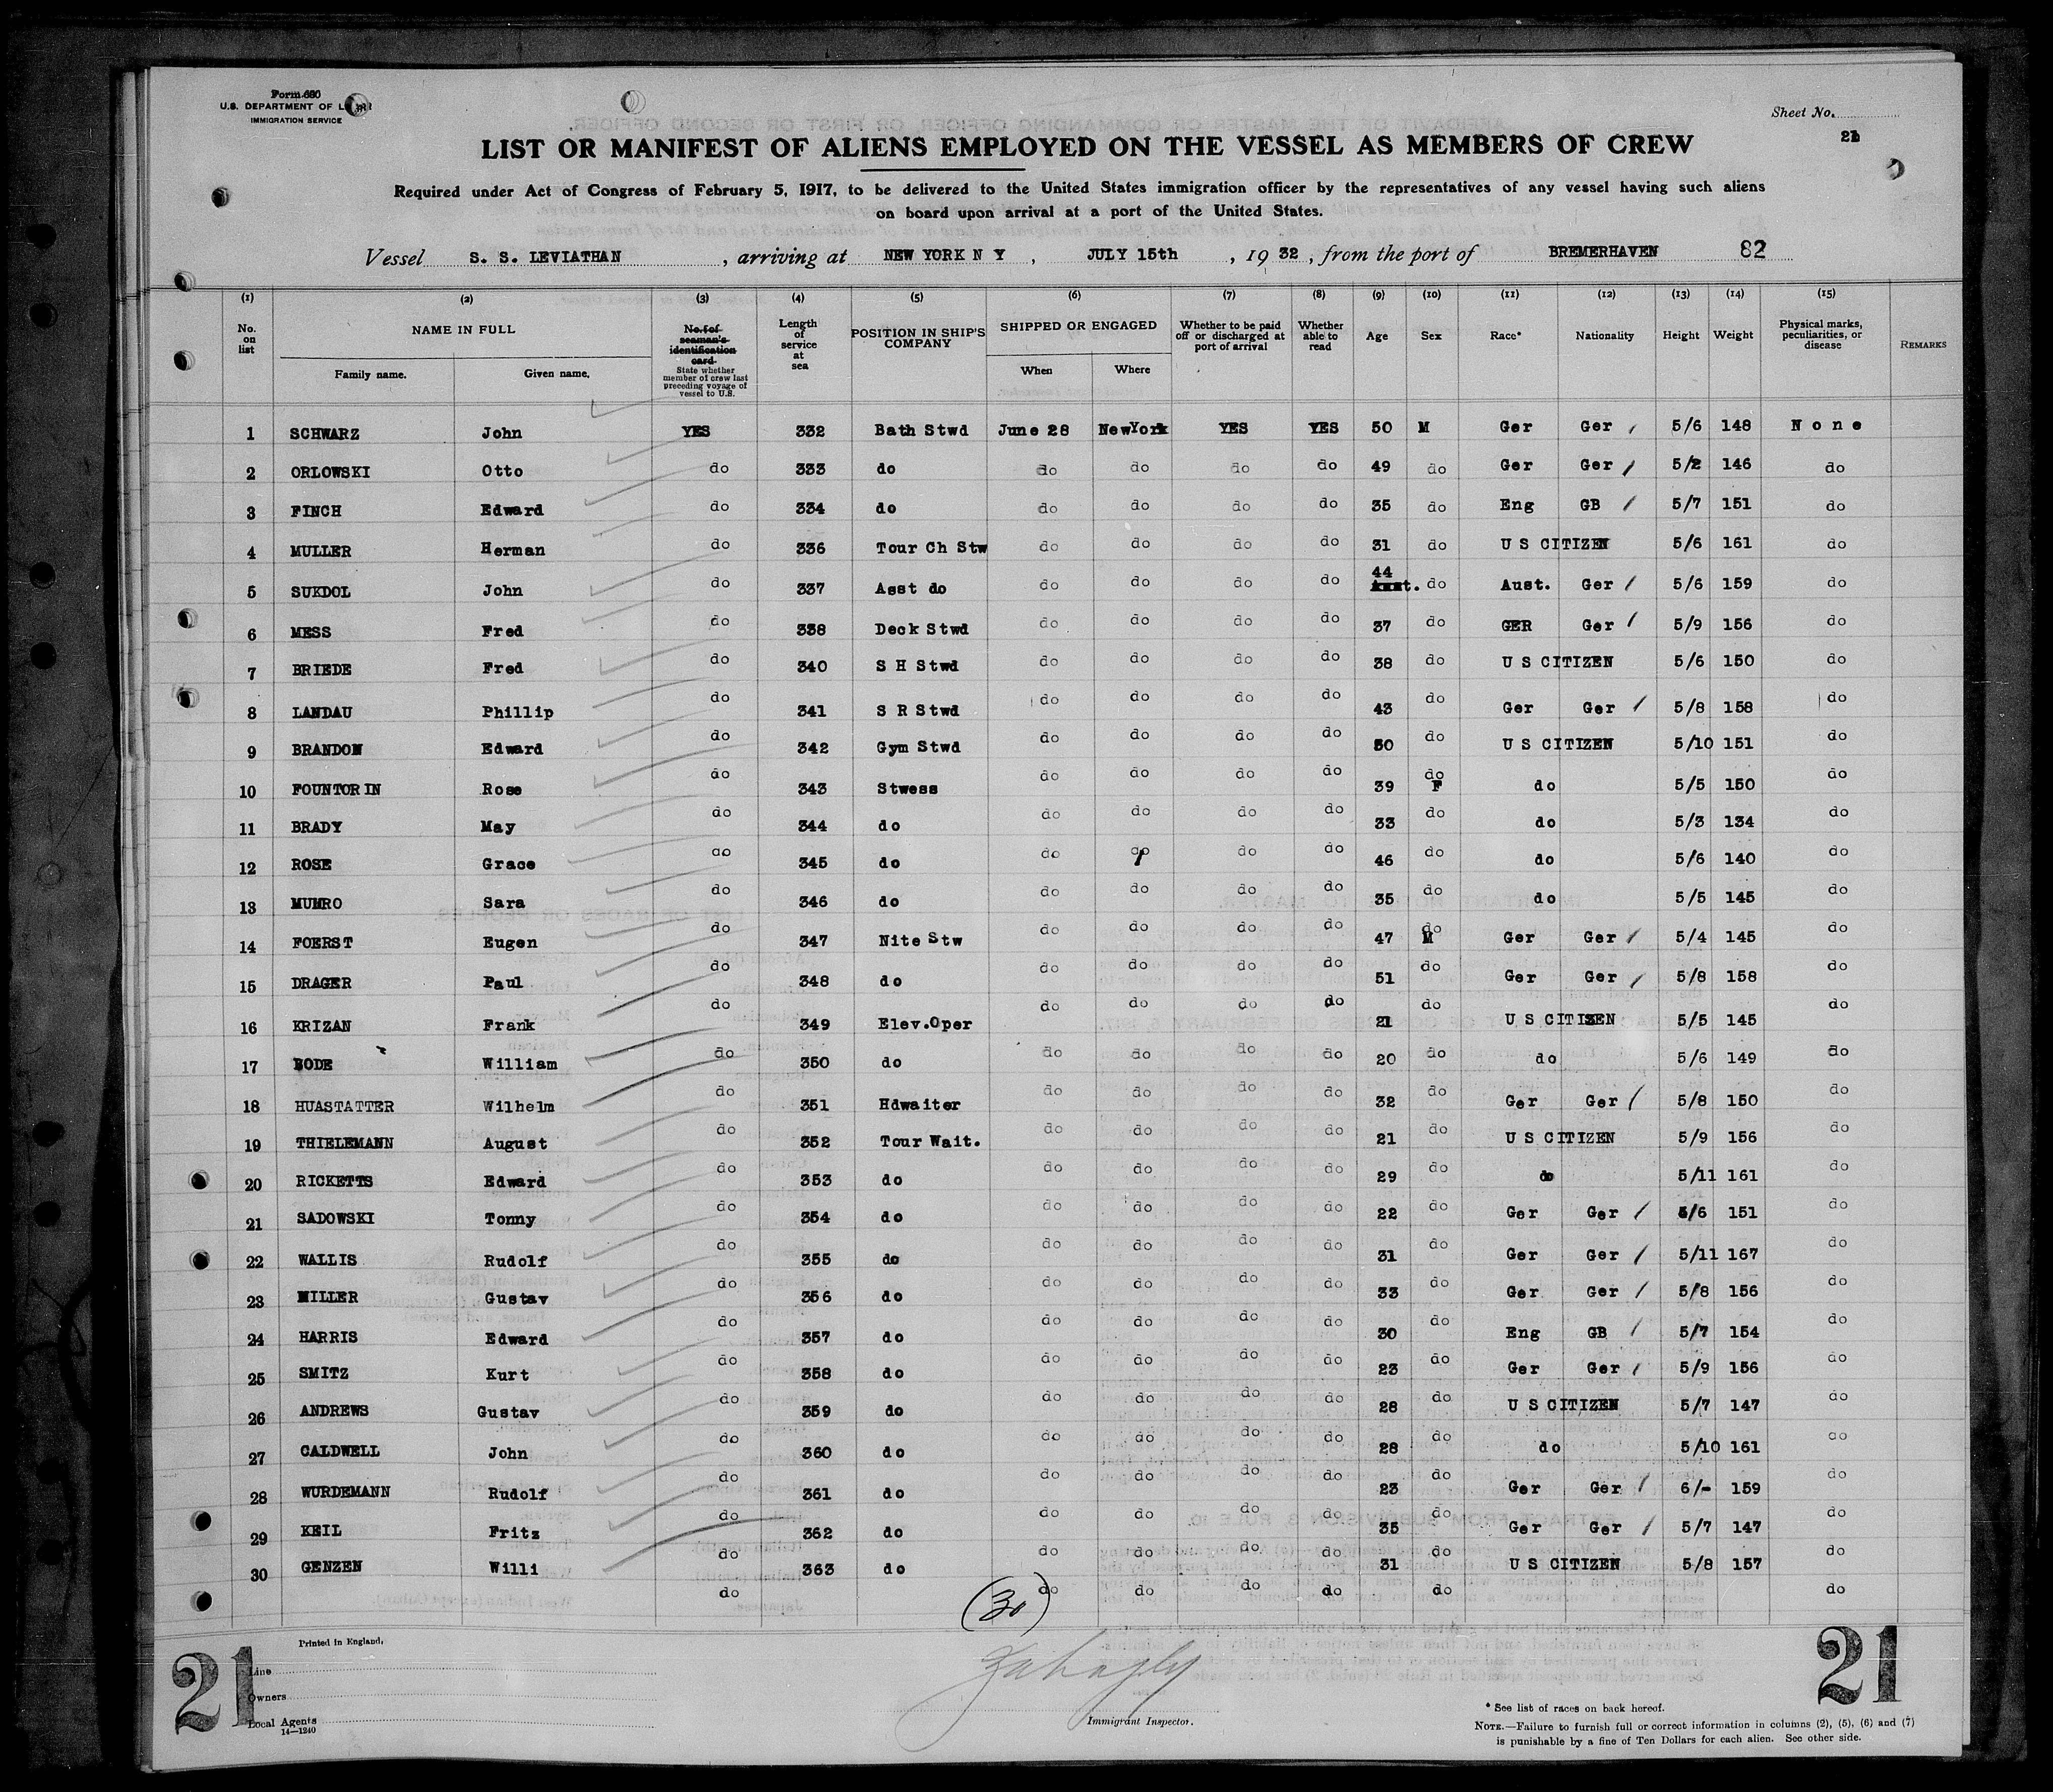 Form 680
U.S. DEPARTMENT OF
IMMIGRATION SERVICE
Sheet No.
21
LIST OR MANIFEST OF ALIENS EMPLOYED ON THE VESSEL AS MEMBERS OF CREW
Required under Act of Congress of February 5, 1917, to be delivered to the United States immigration officer by the representatives of any vessel having such aliens
on board upon arrival at a port of the United States.
Vessel S. S. LEVIATHAN , arriving at NEW YORK N Y , JULY 15th , 1932 , from the port of BREMERHAVEN 82
(1) (2) (3) (4) (5) (6) (7) (8) (9) (10) (11) (12) (13) (14) (15)
No. on list NAME IN FULL Family name. Given name. No. of seaman's identification card. State whether member of crew last preceding voyage of vessel to U.S. Length of service at sea POSITION IN SHIP'S COMPANY SHIPPED OR ENGAGED When Where Whether to be paid off or discharged at port of arrival Whether able to read Age Sex Race* Nationality Height Weight Physical marks, peculiarities, or disease REMARKS
1 SCHWARZ John YES 332 Bath Stwd June 28 NewYork YES YES 50 M Ger Ger 5/6 148 None
2 ORLOWSKI Otto do 333 do do do do do 49 do Ger Ger 5/2 146 do
3 FINCH Edward do 334 do do do do do 35 do Eng GB 5/7 151 do
4 MULLER Herman do 336 Tour Ch Stw do do do do 31 do U S CITIZEN 5/6 161 do
5 SUKDOL John do 337 Asst do do do do do 44 Aust. do Aust. Ger 5/6 159 do
6 MESS Fred do 338 Deck Stwd do do do do 37 do GER Ger 5/9 156 do
7 BRIEDE Fred do 340 S H Stwd do do do do 38 do U S CITIZEN 5/6 150 do
8 LANDAU Phillip do 341 S R Stwd do do do do 43 do Ger Ger 5/8 158 do
9 BRANDON Edward do 342 Gym Stwd do do do do 50 do U S CITIZEN 5/10 151 do
10 FOUNTORIN Rose do 343 Stwess do do do do 39 do F do 5/5 150 do
11 BRADY May do 344 do do do do do 33 do do 5/3 134 do
12 ROSE Grace do 345 do do do do do 46 do do 5/6 140 do
13 MUNRO Sara do 346 do do do do do 35 do do 5/5 145 do
14 FOERST Eugen do 347 Nite Stw do do do do 47 do M Ger Ger 5/4 145 do
15 DRAGER Paul do 348 do do do do do 51 do Ger Ger 5/8 158 do
16 KRIZAN Frank do 349 Elev.Oper do do do do 21 do U S CITIZEN 5/5 145 do
17 BODE William do 350 do do do do do 20 do do 5/6 149 do
18 HUASTATTER Wilhelm do 351 Hdwaiter do do do do 32 do Ger Ger 5/8 150 do
19 THIELEMANN August do 352 Tour Wait. do do do do 21 do U S CITIZEN 5/9 156 do
20 RICKETTS Edward do 353 do do do do do 29 do do 5/11 161 do
21 SADOWSKI Tonny do 354 do do do do do 22 do Ger Ger 5/6 151 do
22 WALLIS Rudolf do 355 do do do do do 31 do Ger Ger 5/11 167 do
23 MILLER Gustav do 356 do do do do do 33 do Ger Ger 5/8 156 do
24 HARRIS Edward do 357 do do do do do 30 do Eng GB 5/7 154 do
25 SMITZ Kurt do 358 do do do do do 23 do Ger Ger 5/9 156 do
26 ANDREWS Gustav do 359 do do do do do 28 do U S CITIZEN 5/7 147 do
27 CALDWELL John do 360 do do do do do 28 do do 5/10 161 do
28 WURDEMANN Rudolf do 361 do do do do do 23 do Ger Ger 6/- 159 do
29 KEIL Fritz do 362 do do do do do 35 do Ger Ger 5/7 147 do
30 GENZEN Willi do 363 do do do do do 31 do U S CITIZEN 5/8 157 do
do do do do do do do
(30)
Printed in England.
21 Line
Owners
Local Agents
14—1240
Immigrant Inspector.
21
* See list of races on back hereof.
NOTE.—Failure to furnish full or correct information in columns (2), (5), (6) and (7)
is punishable by a fine of Ten Dollars for each alien. See other side.